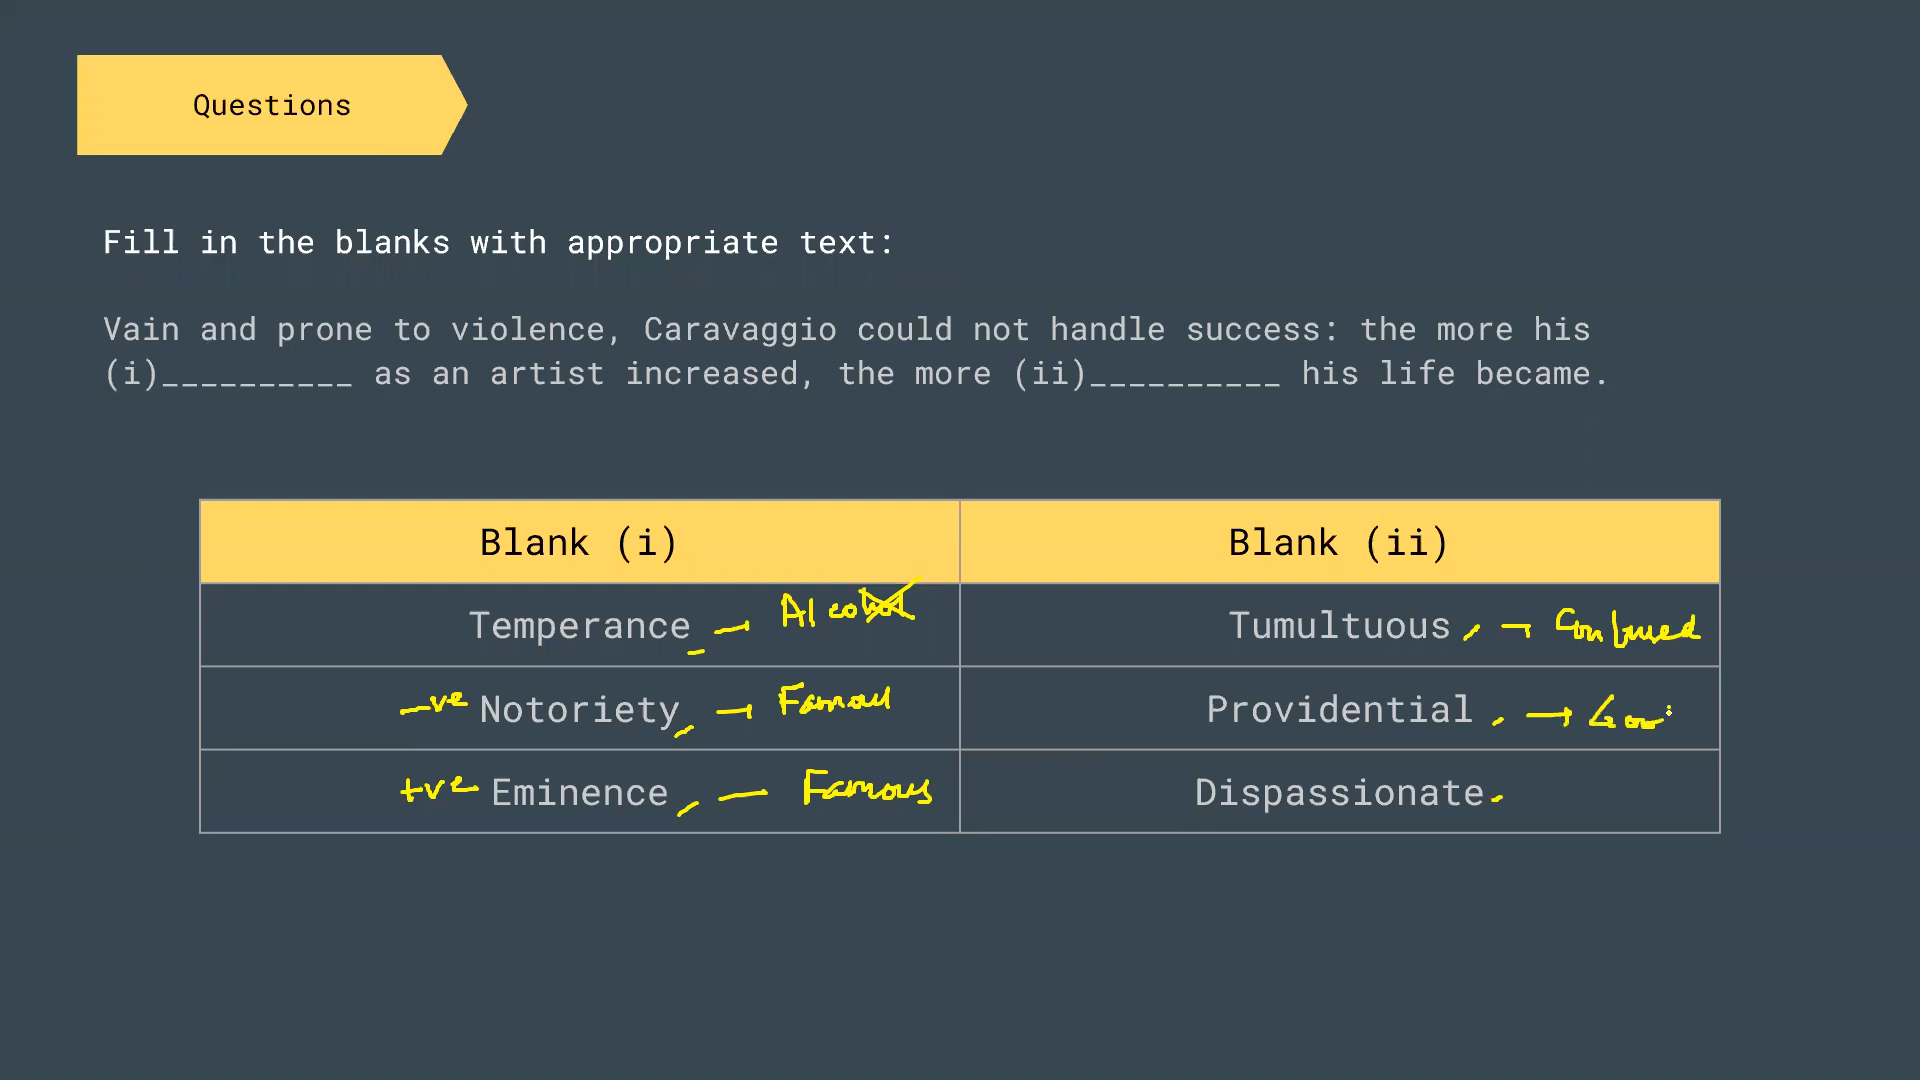 Questions
Fill in the blanks with appropriate text:
Vain and prone to violence, Caravaggio could not handle success: the more his
(i)__________ as an artist increased, the more (ii)__________ his life became.
Blank (i) Blank (ii)
Temperance → Alcohol Tumultuous → Confused
-ve Notoriety → Famous Providential →
+ve Eminence — Famous Dispassionate